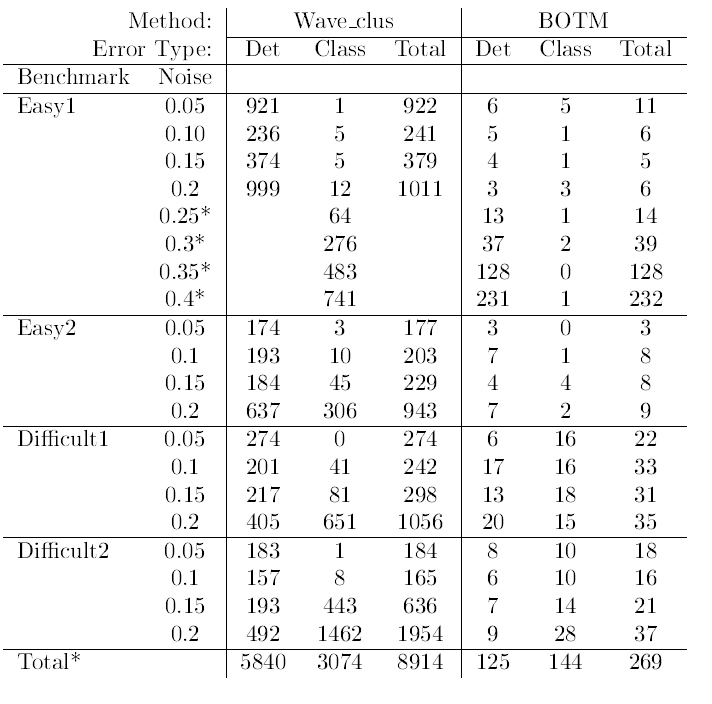 Method: Wave_clus BOTM
Error Type: Det Class Total Det Class Total
Benchmark Noise
Easy1 0.05 921 1 922 6 5 11
0.10 236 5 241 5 1 6
0.15 374 5 379 4 1 5
0.2 999 12 1011 3 3 6
0.25* 64 13 1 14
0.3* 276 37 2 39
0.35* 483 128 0 128
0.4* 741 231 1 232
Easy2 0.05 174 3 177 3 0 3
0.1 193 10 203 7 1 8
0.15 184 45 229 4 4 8
0.2 637 306 943 7 2 9
Difficult1 0.05 274 0 274 6 16 22
0.1 201 41 242 17 16 33
0.15 217 81 298 13 18 31
0.2 405 651 1056 20 15 35
Difficult2 0.05 183 1 184 8 10 18
0.1 157 8 165 6 10 16
0.15 193 443 636 7 14 21
0.2 492 1462 1954 9 28 37
Total* 5840 3074 8914 125 144 269